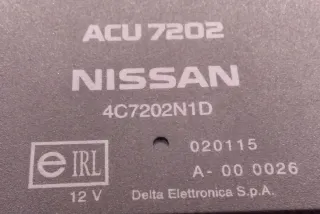 ACU 7202
NISSAN
4C7202N1D
e IRL
020115
A- 00 0026
12 V
Delta Elettronica S.p.A.